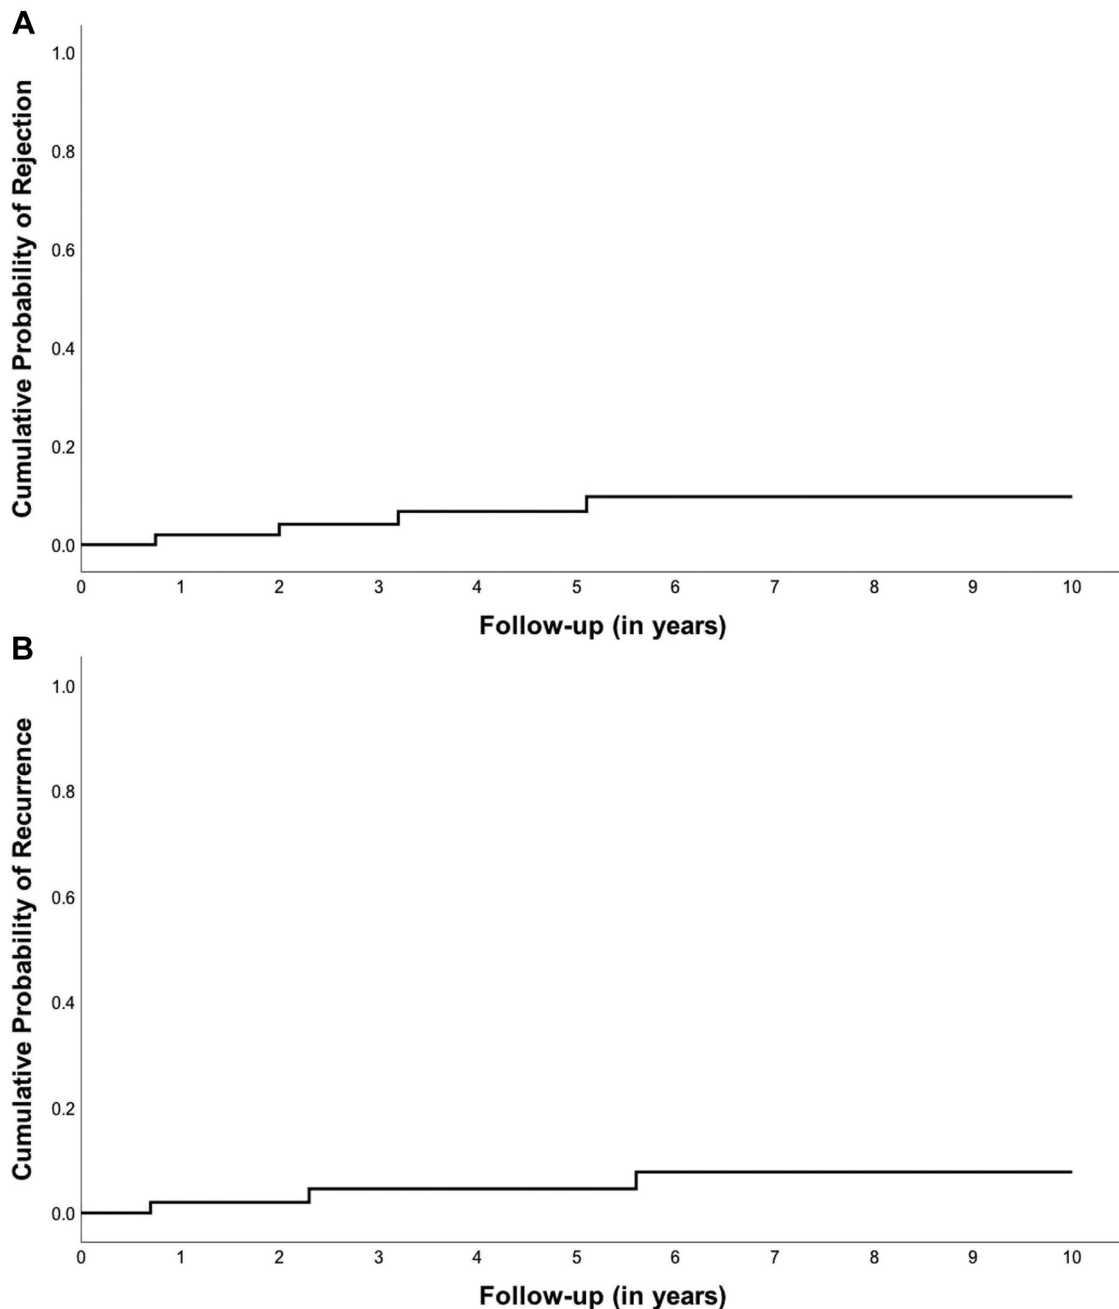 A
Cumulative Probability of Rejection
1.0
0.8
0.6
0.4
0.2
0.0
0 1 2 3 4 5 6 7 8 9 10
Follow-up (in years)
B
Cumulative Probability of Recurrence
1.0
0.8
0.6
0.4
0.2
0.0
0 1 2 3 4 5 6 7 8 9 10
Follow-up (in years)